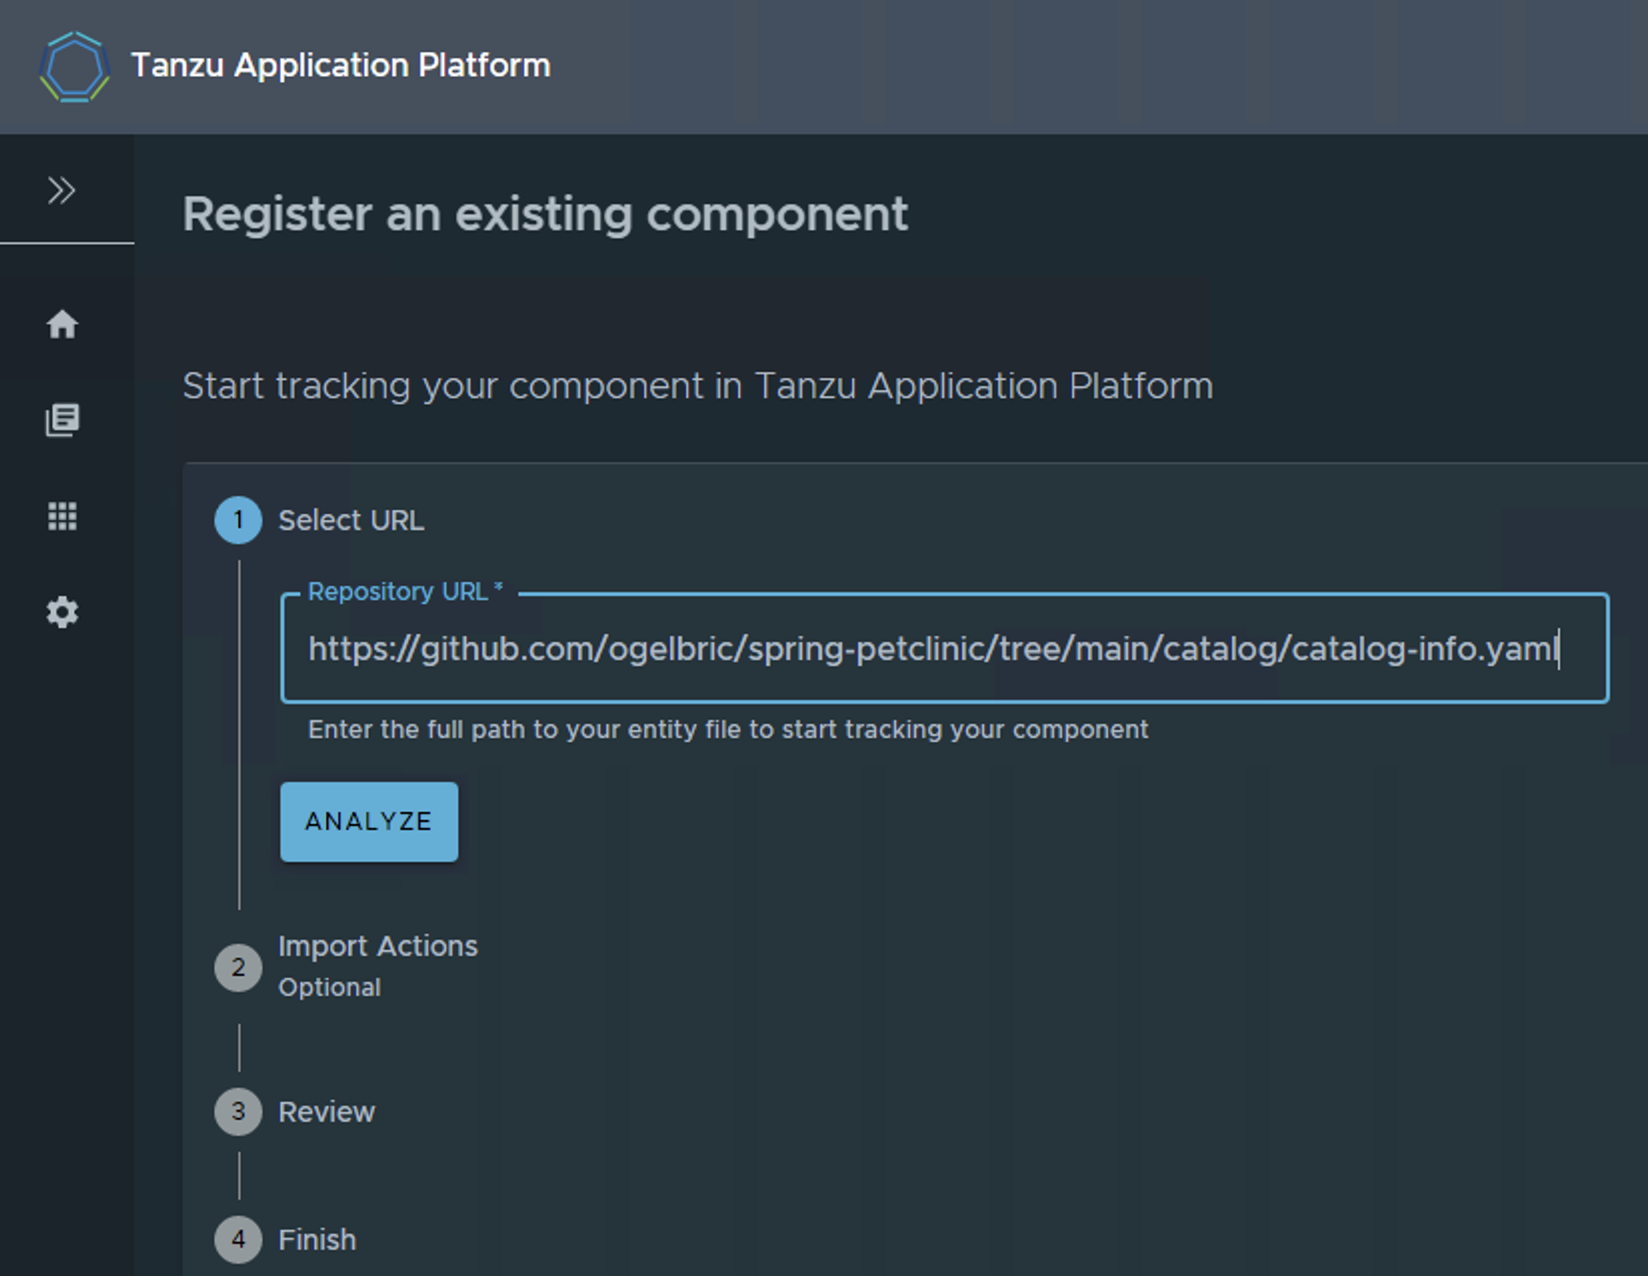 Tanzu Application Platform
Register an existing component
Start tracking your component in Tanzu Application Platform
1 Select URL
Repository URL *
https://github.com/ogelbric/spring-petclinic/tree/main/catalog/catalog-info.yaml
Enter the full path to your entity file to start tracking your component
ANALYZE
2 Import Actions
Optional
3 Review
4 Finish